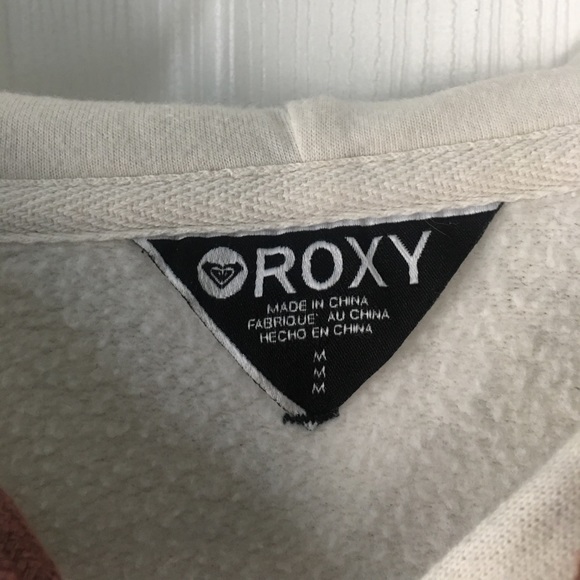 ROXY
MADE IN CHINA
FABRIQUE' AU CHINA
HECHO EN CHINA
M
M
M